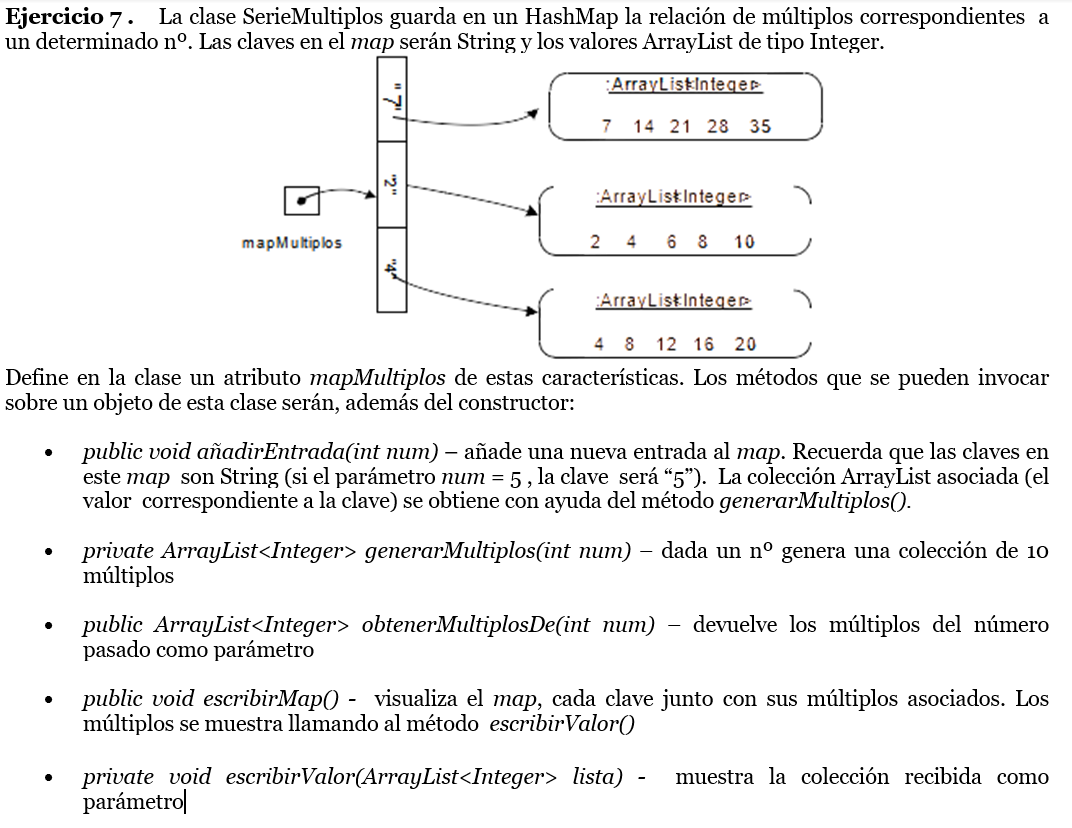 Ejercicio 7 . La clase SerieMultiplos guarda en un HashMap la relación de múltiplos correspondientes a
un determinado nº. Las claves en el map serán String y los valores ArrayList de tipo Integer.
"7"
:ArrayList<Integer>
7 14 21 28 35
"2"
:ArrayList<Integer>
2 4 6 8 10
mapMultiplos
"4"
:ArrayList<Integer>
4 8 12 16 20
Define en la clase un atributo mapMultiplos de estas características. Los métodos que se pueden invocar
sobre un objeto de esta clase serán, además del constructor:
• public void añadirEntrada(int num) – añade una nueva entrada al map. Recuerda que las claves en
este map son String (si el parámetro num = 5 , la clave será “5”). La colección ArrayList asociada (el
valor correspondiente a la clave) se obtiene con ayuda del método generarMultiplos().
• private ArrayList<Integer> generarMultiplos(int num) – dada un nº genera una colección de 10
múltiplos
• public ArrayList<Integer> obtenerMultiplosDe(int num) – devuelve los múltiplos del número
pasado como parámetro
• public void escribirMap() - visualiza el map, cada clave junto con sus múltiplos asociados. Los
múltiplos se muestra llamando al método escribirValor()
• private void escribirValor(ArrayList<Integer> lista) - muestra la colección recibida como
parámetro